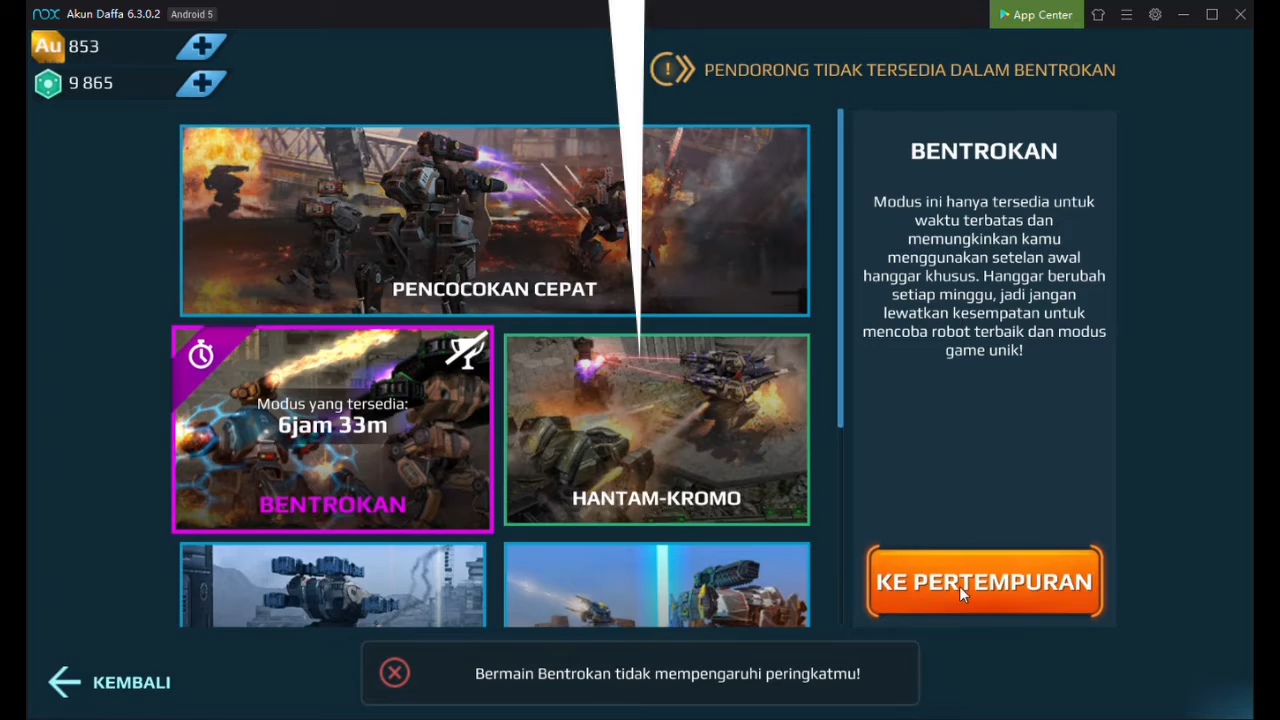 nox Akun Daffa 6.3.0.2 Android 5
App Center
Au 853
9 865
PENDORONG TIDAK TERSEDIA DALAM BENTROKAN
PENCOCOKAN CEPAT
Modus yang tersedia:
6jam 33m
BENTROKAN
HANTAM-KROMO
BENTROKAN
Modus ini hanya tersedia untuk
waktu terbatas dan
memungkinkan kamu
menggunakan setelan awal
hanggar khusus. Hanggar berubah
setiap minggu, jadi jangan
lewatkan kesempatan untuk
mencoba robot terbaik dan modus
game unik!
KE PERTEMPURAN
KEMBALI
Bermain Bentrokan tidak mempengaruhi peringkatmu!